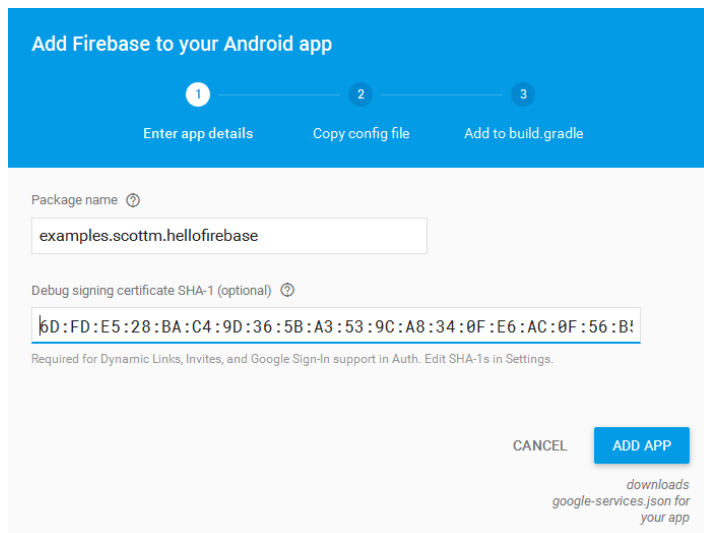 Add Firebase to your Android app
1 2 3
Enter app details Copy config file Add to build.gradle
Package name ?
examples.scottm.hellofirebase
Debug signing certificate SHA-1 (optional) ?
6D:FD:E5:28:BA:C4:9D:36:5B:A3:53:9C:A8:34:0F:E6:AC:0F:56:B5
Required for Dynamic Links, Invites, and Google Sign-In support in Auth. Edit SHA-1s in Settings.
CANCEL ADD APP
downloads
google-services.json for
your app